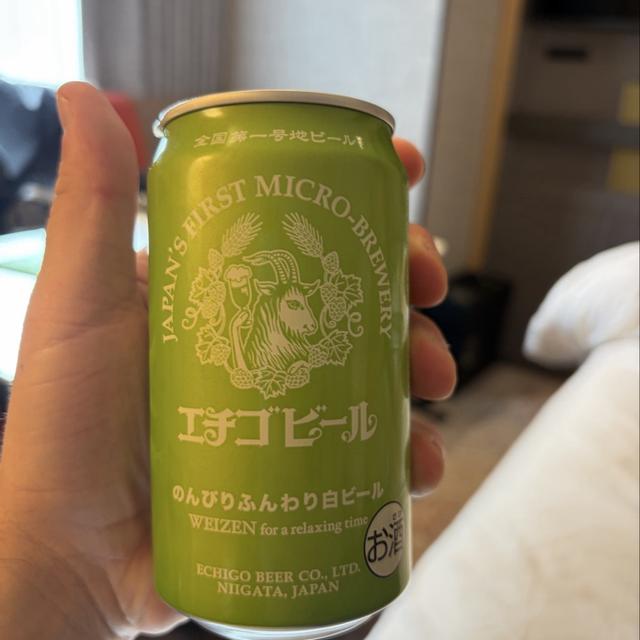 全国第一号地ビール
JAPAN'S FIRST MICRO-BREWERY
エチゴビール
のんびりふんわり白ビール
WEIZEN for a relaxing time
お酒
ECHIGO BEER CO., LTD.
NIIGATA, JAPAN